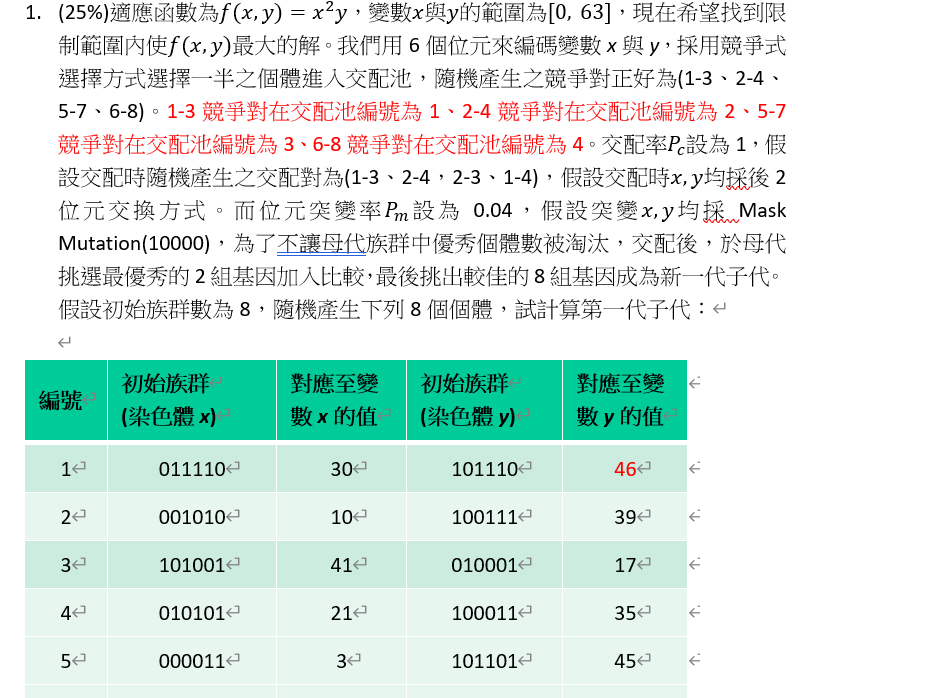 1. (25%)適應函數為f(x,y) = x²y，變數x與y的範圍為[0, 63]，現在希望找到限
制範圍內使f(x,y)最大的解。我們用 6 個位元來編碼變數 x 與 y，採用競爭式
選擇方式選擇一半之個體進入交配池，隨機產生之競爭對正好為(1-3、2-4、
5-7、6-8)。1-3 競爭對在交配池編號為 1、2-4 競爭對在交配池編號為 2、5-7
競爭對在交配池編號為 3、6-8 競爭對在交配池編號為 4。交配率Pc設為 1，假
設交配時隨機產生之交配對為(1-3、2-4，2-3、1-4)，假設交配時x,y均採後 2
位元交換方式。而位元突變率Pm設為 0.04，假設突變x,y均採 Mask
Mutation(10000)，為了不讓母代族群中優秀個體數被淘汰，交配後，於母代
挑選最優秀的 2 組基因加入比較，最後挑出較佳的 8 組基因成為新一代子代。
假設初始族群數為 8，隨機產生下列 8 個個體，試計算第一代子代：↵
↵
編號↵ 初始族群↵ 對應至變 初始族群↵ 對應至變
(染色體 x)↵ 數 x 的值↵ (染色體 y)↵ 數 y 的值↵
1↵ 011110↵ 30↵ 101110↵ 46↵
2↵ 001010↵ 10↵ 100111↵ 39↵
3↵ 101001↵ 41↵ 010001↵ 17↵
4↵ 010101↵ 21↵ 100011↵ 35↵
5↵ 000011↵ 3↵ 101101↵ 45↵